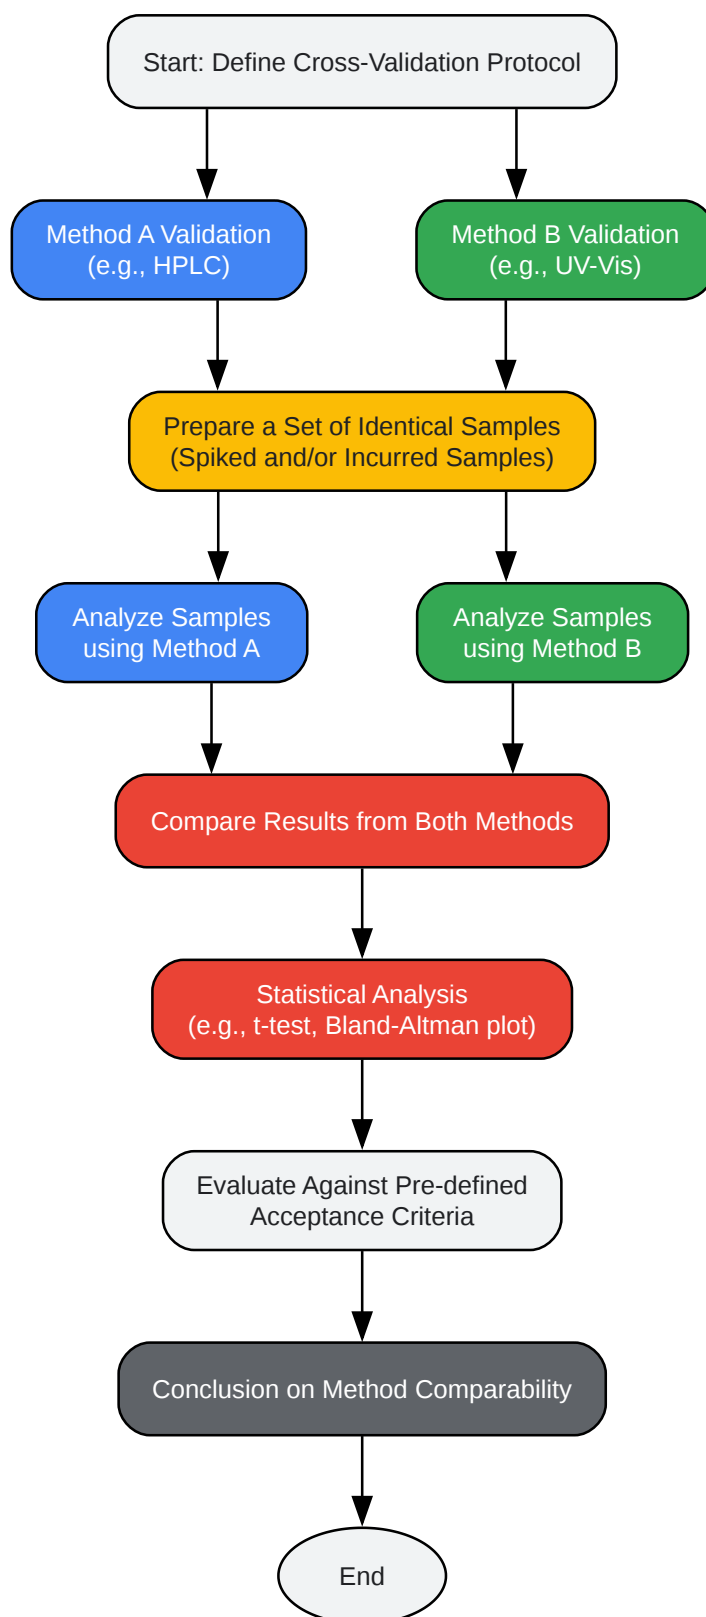 Start: Define Cross-Validation Protocol
Method A Validation
(e.g., HPLC)
Method B Validation
(e.g., UV-Vis)
Prepare a Set of Identical Samples
(Spiked and/or Incurred Samples)
Analyze Samples
using Method A
Analyze Samples
using Method B
Compare Results from Both Methods
Statistical Analysis
(e.g., t-test, Bland-Altman plot)
Evaluate Against Pre-defined
Acceptance Criteria
Conclusion on Method Comparability
End